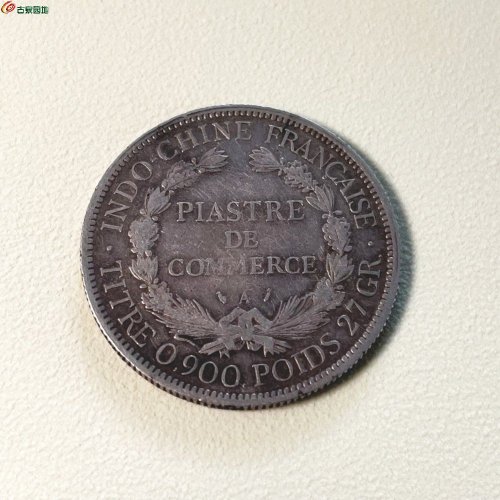 古泉园地
INDO-CHINE FRANÇAISE
PIASTRE
DE
COMMERCE
A
· TITRE 0,900. POIDS 27 GR. ·